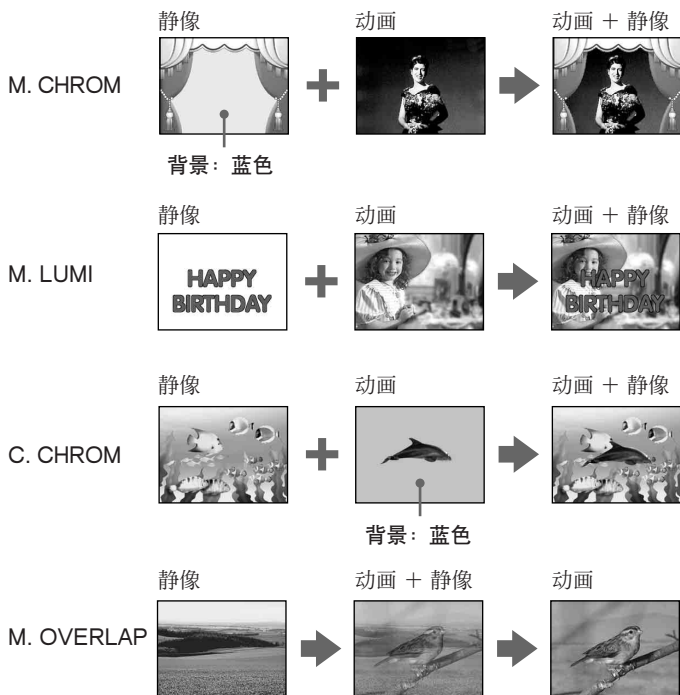 静像 动画 动画 + 静像
M. CHROM
背景：蓝色
静像 动画 动画 + 静像
M. LUMI
HAPPY
BIRTHDAY
HAPPY
BIRTHDAY
静像 动画 动画 + 静像
C. CHROM
背景：蓝色
静像 动画 + 静像 动画
M. OVERLAP